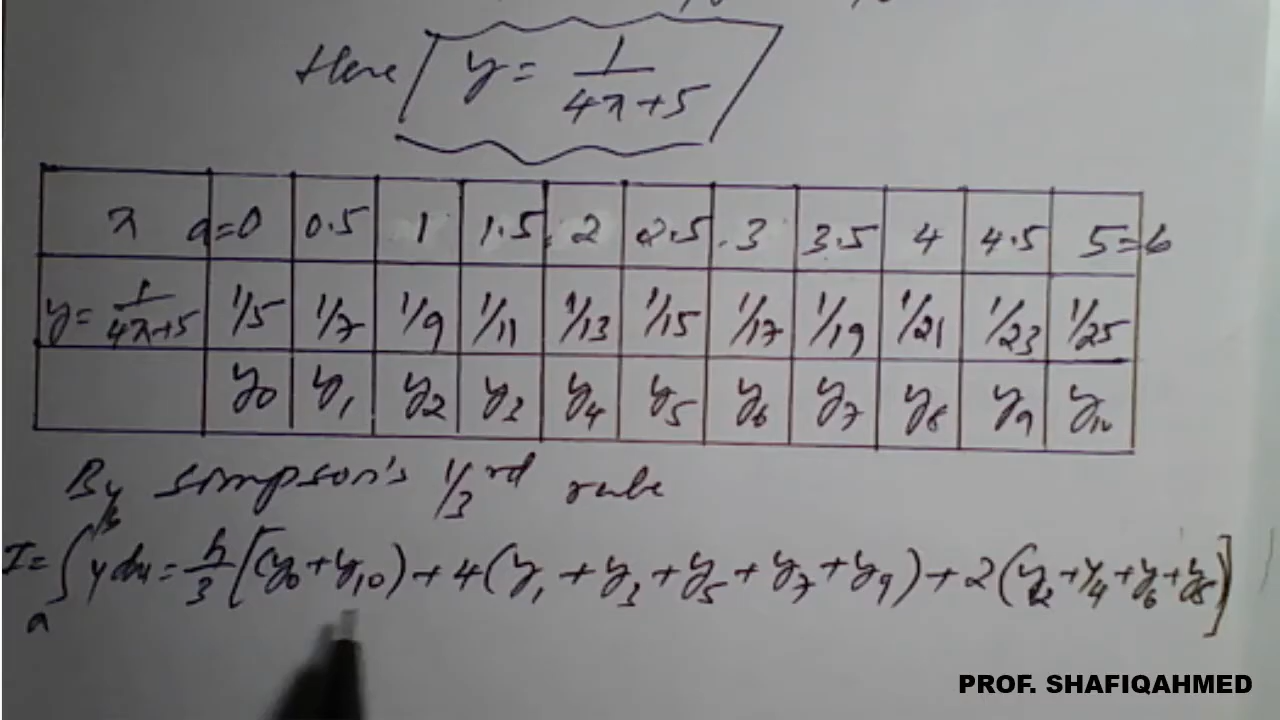 Here y = 1/(4x+5)
x a=0 0.5 1 1.5 2 2.5 3 3.5 4 4.5 5=b
y = 1/(4x+5) 1/5 1/7 1/9 1/11 1/13 1/15 1/17 1/19 1/21 1/23 1/25
y0 y1 y2 y3 y4 y5 y6 y7 y8 y9 y10
By simpson's 1/3rd rule
I = ∫ₐᵇ y dx = h/3 [(y0 + y10) + 4(y1 + y3 + y5 + y7 + y9) + 2(y2 + y4 + y6 + y8)]
PROF. SHAFIQAHMED